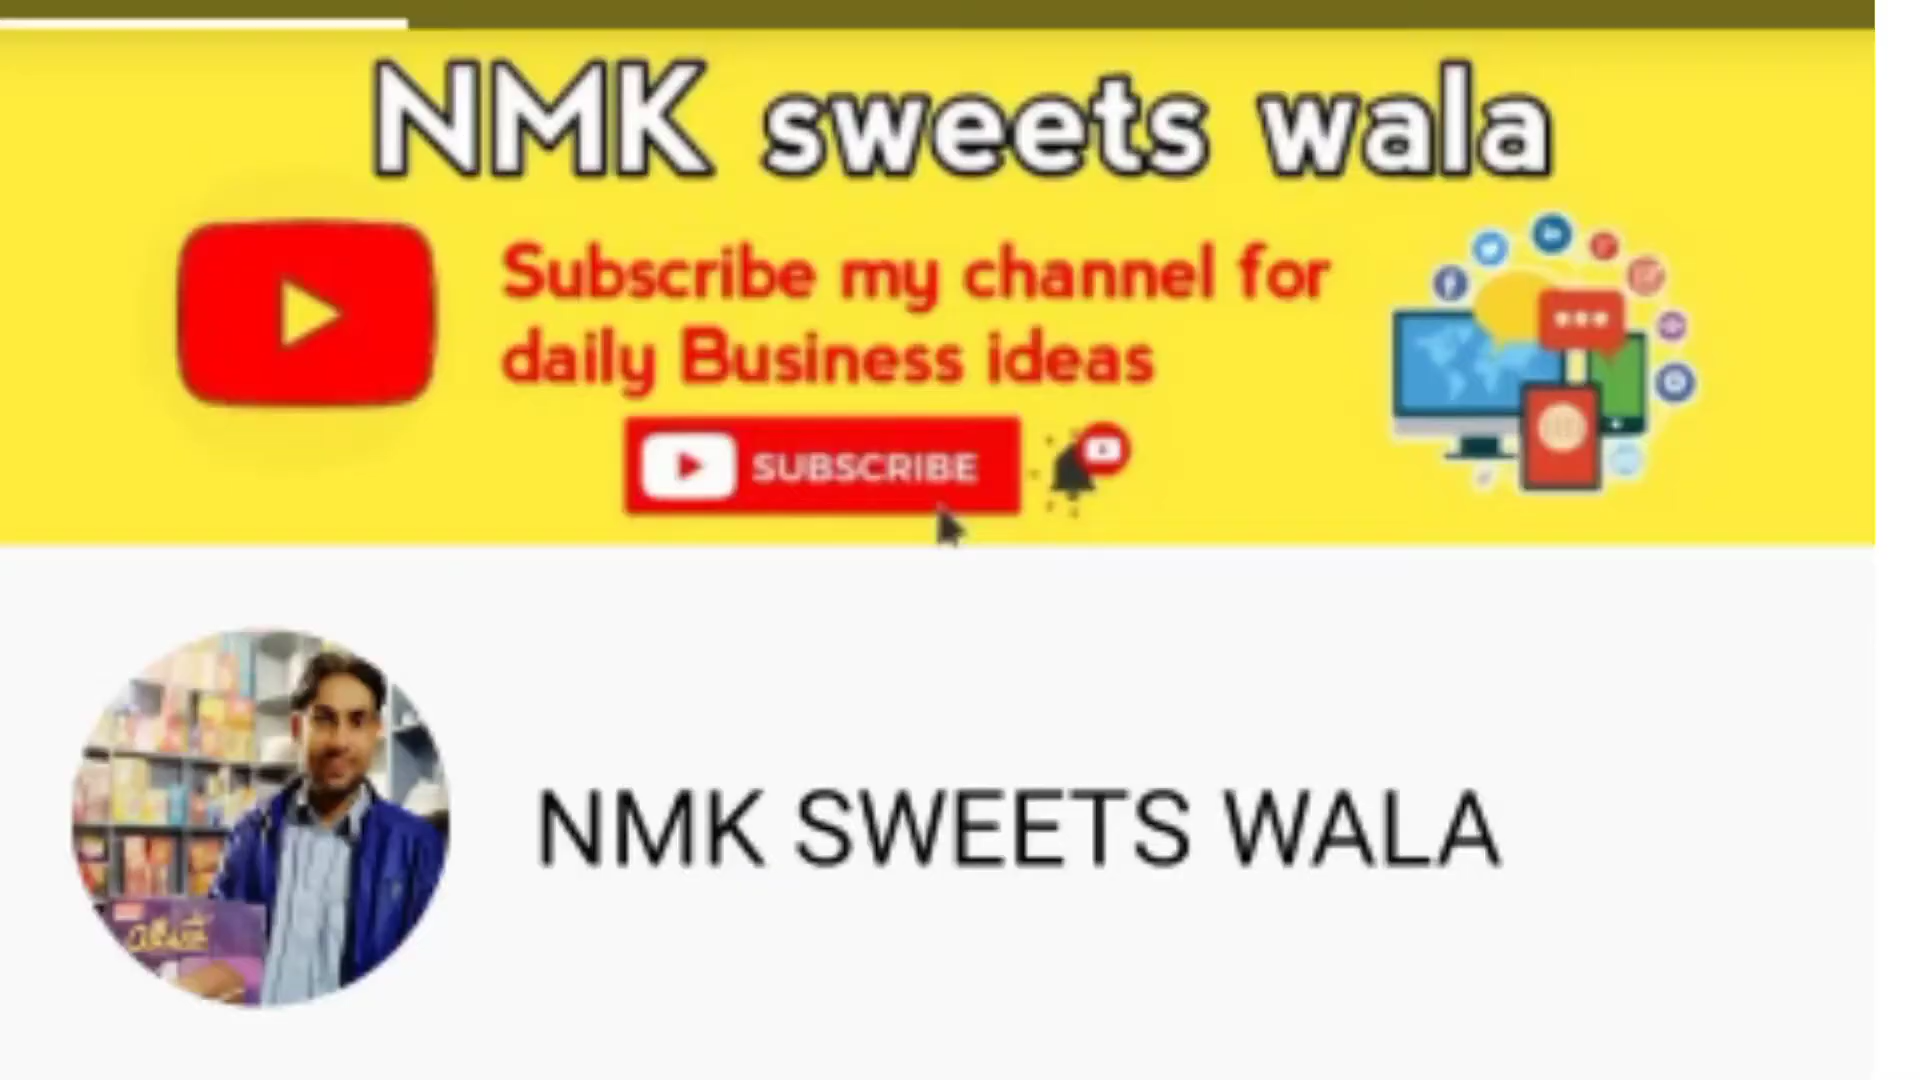 NMK sweets wala
Subscribe my channel for
daily Business ideas
SUBSCRIBE
NMK SWEETS WALA